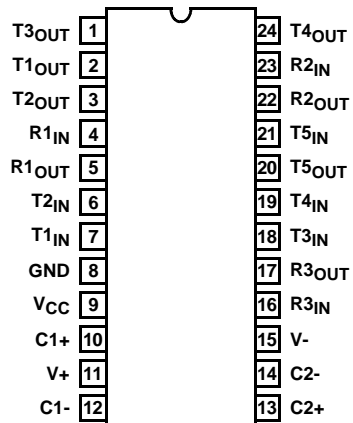 T3OUT 1 24 T4OUT
T1OUT 2 23 R2IN
T2OUT 3 22 R2OUT
R1IN 4 21 T5IN
R1OUT 5 20 T5OUT
T2IN 6 19 T4IN
T1IN 7 18 T3IN
GND 8 17 R3OUT
VCC 9 16 R3IN
C1+ 10 15 V-
V+ 11 14 C2-
C1- 12 13 C2+